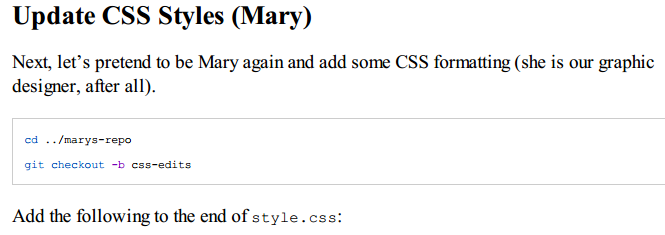 Update CSS Styles (Mary)
Next, let’s pretend to be Mary again and add some CSS formatting (she is our graphic
designer, after all).
cd ../marys-repo
git checkout -b css-edits
Add the following to the end of style.css: